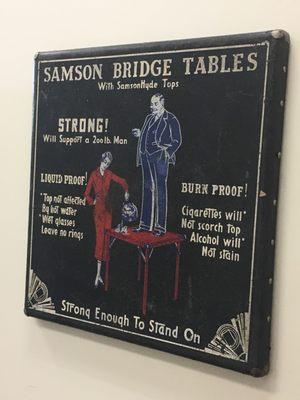 SAMSON BRIDGE TABLES
With SamsonHyde Tops
STRONG!
Will Support a 200 lb. Man
LIQUID PROOF!
"Top not affected
By hot water
"Wet glasses
Leave no rings
BURN PROOF!
Cigarettes will"
Not scorch top
Alcohol will"
Not stain
Strong Enough To Stand On